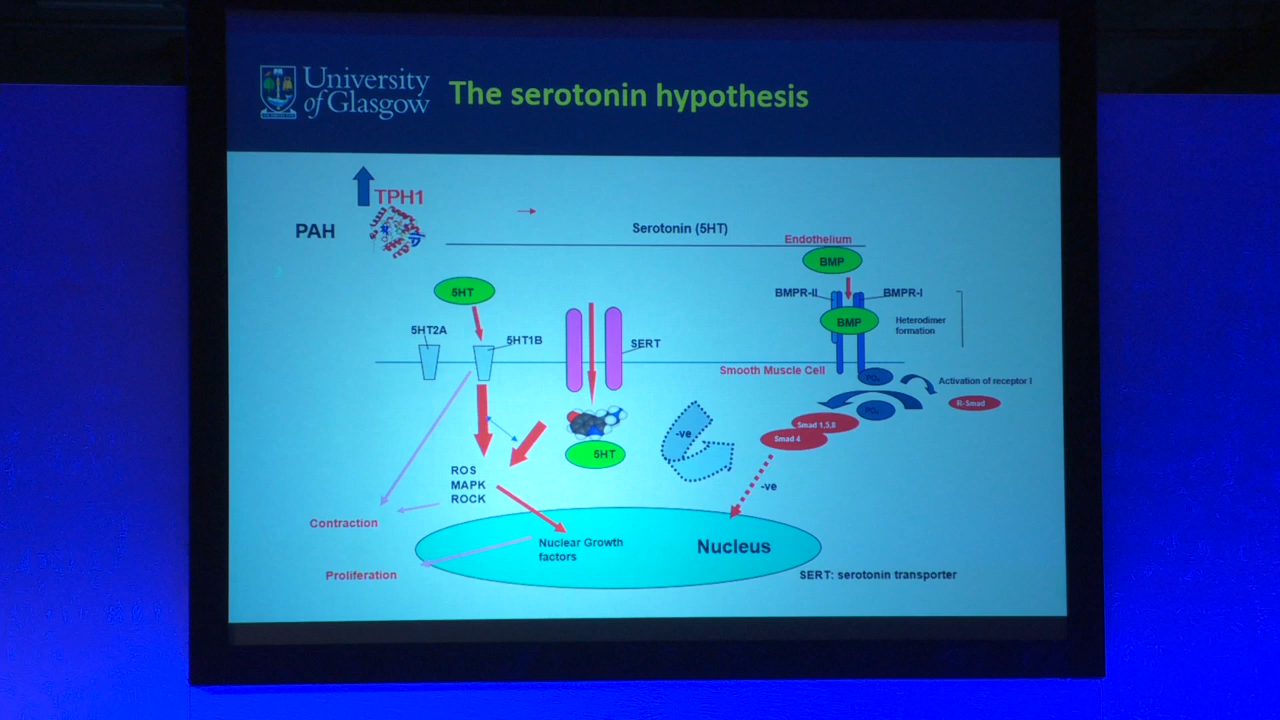 University
of Glasgow
The serotonin hypothesis
TPH1
PAH
Serotonin (5HT)
Endothelium
BMP
5HT
BMPR-II
BMPR-I
BMP
Heterodimer
formation
5HT2A
5HT1B
SERT
Smooth Muscle Cell
Activation of receptor I
R-Smad
Smad 1,5,8
Smad 4
-ve
5HT
ROS
MAPK
ROCK
-ve
Contraction
Nuclear Growth
factors
Nucleus
Proliferation
SERT: serotonin transporter